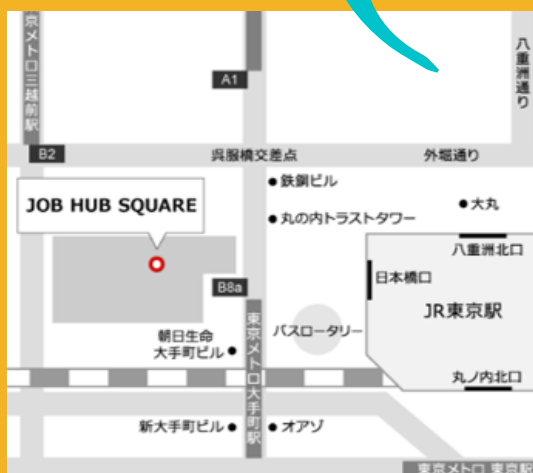 東京メトロ三越前駅
八重洲通り
A1
B2
呉服橋交差点
外堀通り
鉄鋼ビル
大丸
JOB HUB SQUARE
丸の内トラストタワー
八重洲北口
日本橋口
B8a
JR東京駅
東京メトロ大手町駅
バスロータリー
朝日生命
大手町ビル
丸ノ内北口
新大手町ビル
オアゾ
東京メトロ 東京駅